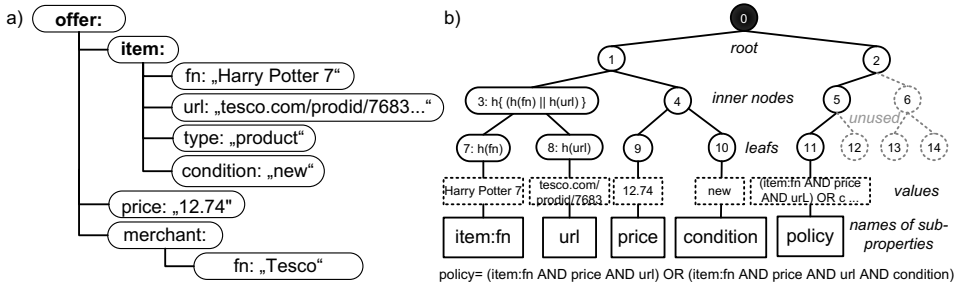 a)
offer:
item:
fn: „Harry Potter 7“
url: „tesco.com/prodid/7683...“
type: „product“
condition: „new“
price: „12.74"
merchant:
fn: „Tesco“
b)
0
root
1
2
3: h{ (h(fn) || h(url) }
4
inner nodes
5
6
unused
7: h(fn)
8: h(url)
9
10
leafs
11
12
13
14
Harry Potter 7
tesco.com/
prodid/7683
12.74
new
(item:fn AND price
AND urL) OR c ...
values
item:fn
url
price
condition
policy
names of sub-
properties
policy= (item:fn AND price AND url) OR (item:fn AND price AND url AND condition)